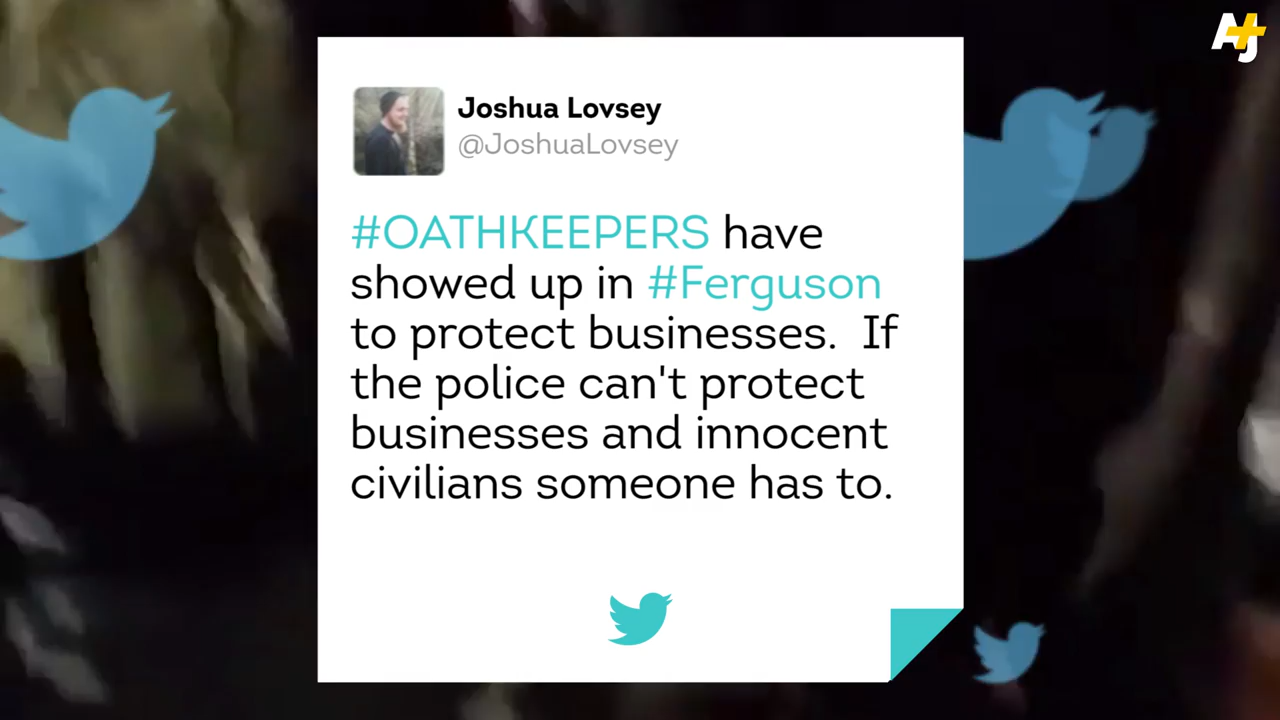 AJ+
Joshua Lovsey
@JoshuaLovsey
#OATHKEEPERS have
showed up in #Ferguson
to protect businesses.  If
the police can't protect
businesses and innocent
civilians someone has to.